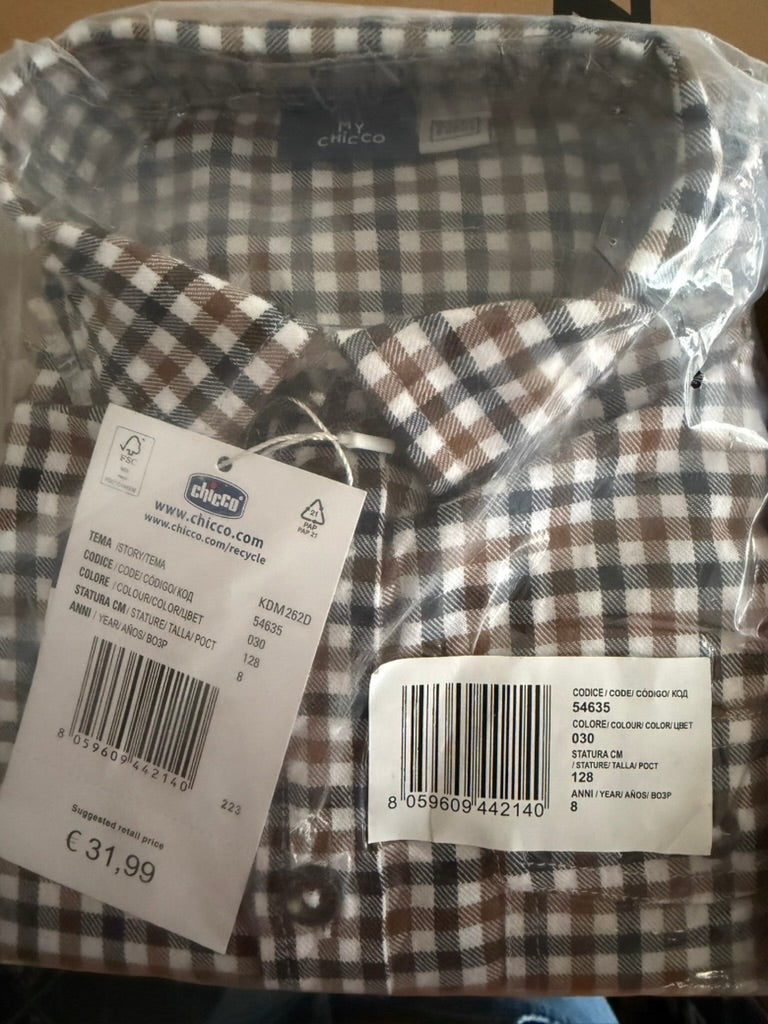 MY
CHICCO
FSC
chicco
www.chicco.com
www.chicco.com/recycle
21
PAP
PAP 21
TEMA /STORY/TEMA KDM262D
CODICE / CODE/ CÓDIGO/ КОД 54635
COLORE / COLOUR/COLOR/ЦВЕТ 030
STATURA CM / STATURE/ TALLA/ РОСТ 128
ANNI / YEAR/ AÑOS/ ВОЗР 8
8 059609 442140
223
Suggested retail price
€ 31,99
CODICE / CODE/ CÓDIGO/ КОД
54635
COLORE/ COLOUR/ COLOR/ ЦВЕТ
030
STATURA CM
/ STATURE/ TALLA/ РОСТ
128
ANNI / YEAR/ AÑOS/ ВОЗР
8
8 059609 442140